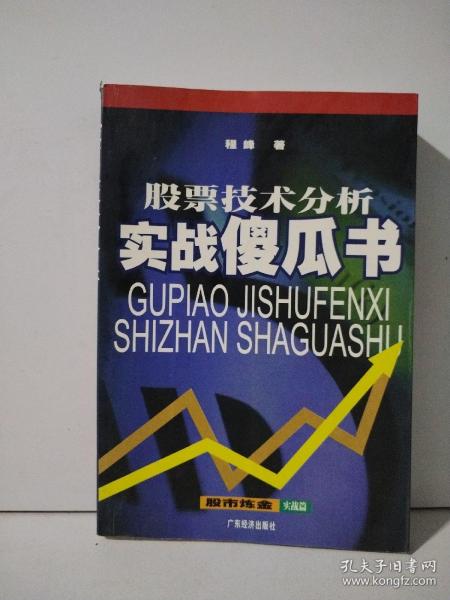 程峰 著
股票技术分析
实战傻瓜书
GUPIAO JISHUFENXI
SHIZHAN SHAGUASHU
股市炼金 实战篇
广东经济出版社
孔夫子旧书网
www.kongfz.com